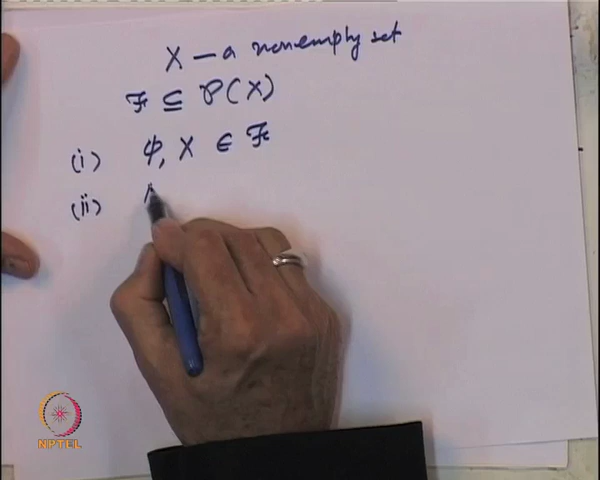 X — a nonempty set
ℱ ⊆ 𝒫(X)
(i) φ, X ∈ ℱ
(ii)
NPTEL